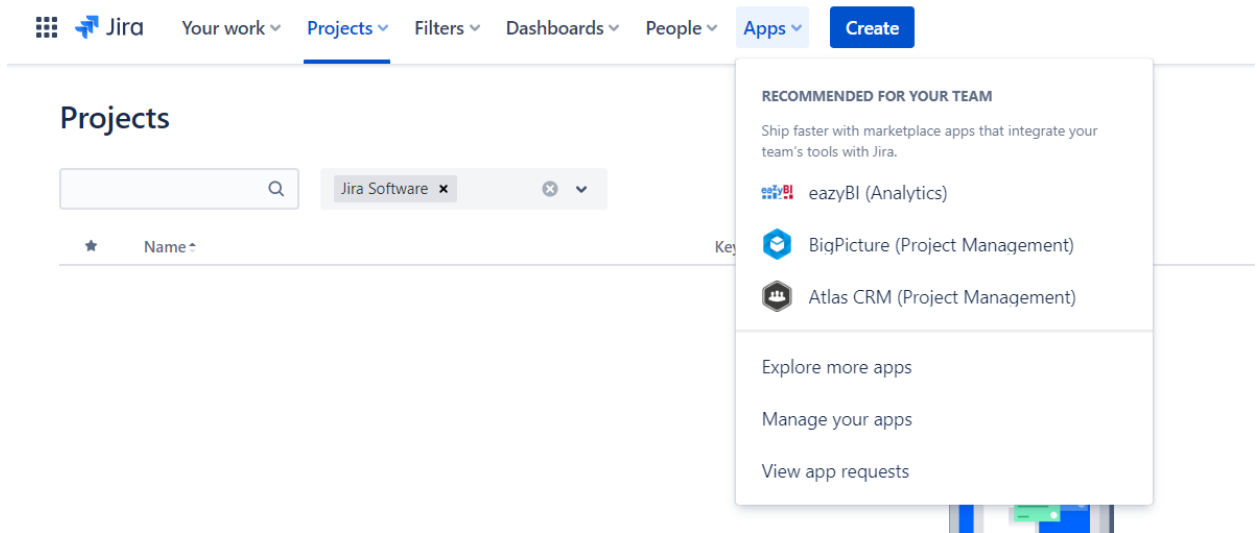 Jira Your work Projects Filters Dashboards People Apps Create
Projects
Jira Software
Name
RECOMMENDED FOR YOUR TEAM
Ship faster with marketplace apps that integrate your
team's tools with Jira.
eazyBI eazyBI (Analytics)
BigPicture (Project Management)
Atlas CRM (Project Management)
Explore more apps
Manage your apps
View app requests